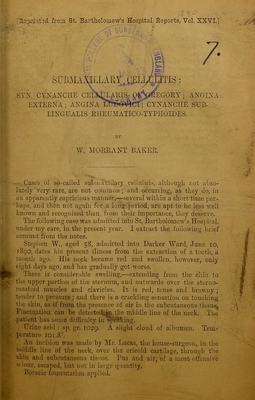 [Reprinted from St. Bartholomew's Hospital Reports, Vol. XXVI.]
7.
SUBMAXILLARY CELLULITIS:
SYN. CYNANCHE CELLULARIS OF GREGORY; ANGINA
EXTERNA; ANGINA LUDOVICI; CYNANCHE SUB-
LINGUALIS RHEUMATICO-TYPHOIDES.
BY
W. MORRANT BAKER.
Cases of so-called submaxillary cellulitis, although not abso-
lutely very rare, are not common; and occurring, as they do, in
an apparently capricious manner,—several within a short time per-
haps, and then not again for a long period, are apt to be less well
known and recognised than, from their importance, they deserve.
The following case was admitted into St. Bartholomew's Hospital,
under my care, in the present year. I extract the following brief
account from the notes.
Stephen W., aged 58, admitted into Darker Ward, June 10,
1890, dates his present illness from the extraction of a tooth, a
month ago. His neck became red and swollen, however, only
eight days ago, and has gradually got worse.
There is considerable swelling—extending from the chin to
the upper portion of the sternum, and outwards over the sterno-
mastoid muscles and clavicles. It is red, tense and brawny;
tender to pressure; and there is a crackling sensation on touching
the skin, as if from the presence of air in the subcutaneous tissue.
Fluctuation can be detected in the middle line of the neck. The
patient has some difficulty in speaking.
Urine acid: sp. gr. 1029. A slight cloud of albumen. Tem-
perature 101.8°.
An incision was made by Mr. Lucas, the house-surgeon, in the
middle line of the neck, over the cricoid cartilage, through the
skin and subcutaneous tissue. Pus and air, of a most offensive
odour, escaped, but not in large quantity.
Boracic fomentation applied.